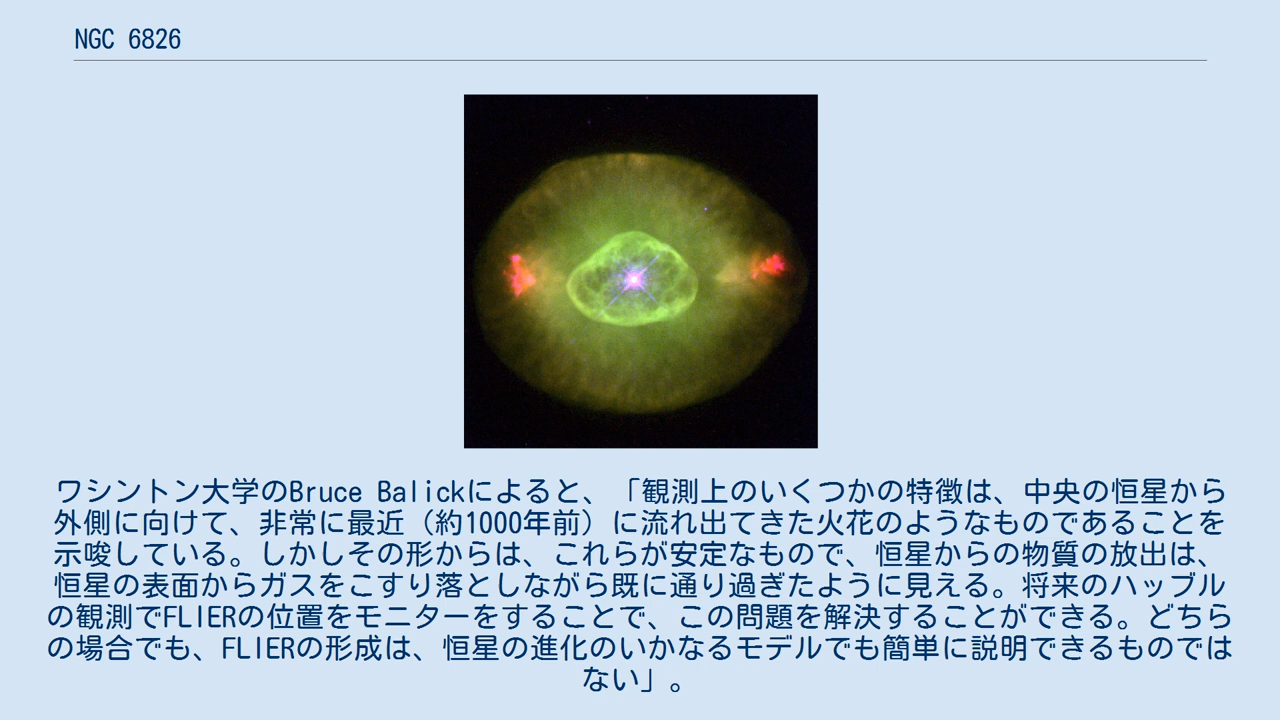 NGC 6826
ワシントン大学のBruce Balickによると、「観測上のいくつかの特徴は、中央の恒星から
外側に向けて、非常に最近（約1000年前）に流れ出てきた火花のようなものであることを
示唆している。しかしその形からは、これらが安定なもので、恒星からの物質の放出は、
恒星の表面からガスをこすり落としながら既に通り過ぎたように見える。将来のハッブル
の観測でFLIERの位置をモニターをすることで、この問題を解決することができる。どちら
の場合でも、FLIERの形成は、恒星の進化のいかなるモデルでも簡単に説明できるものでは
ない」。